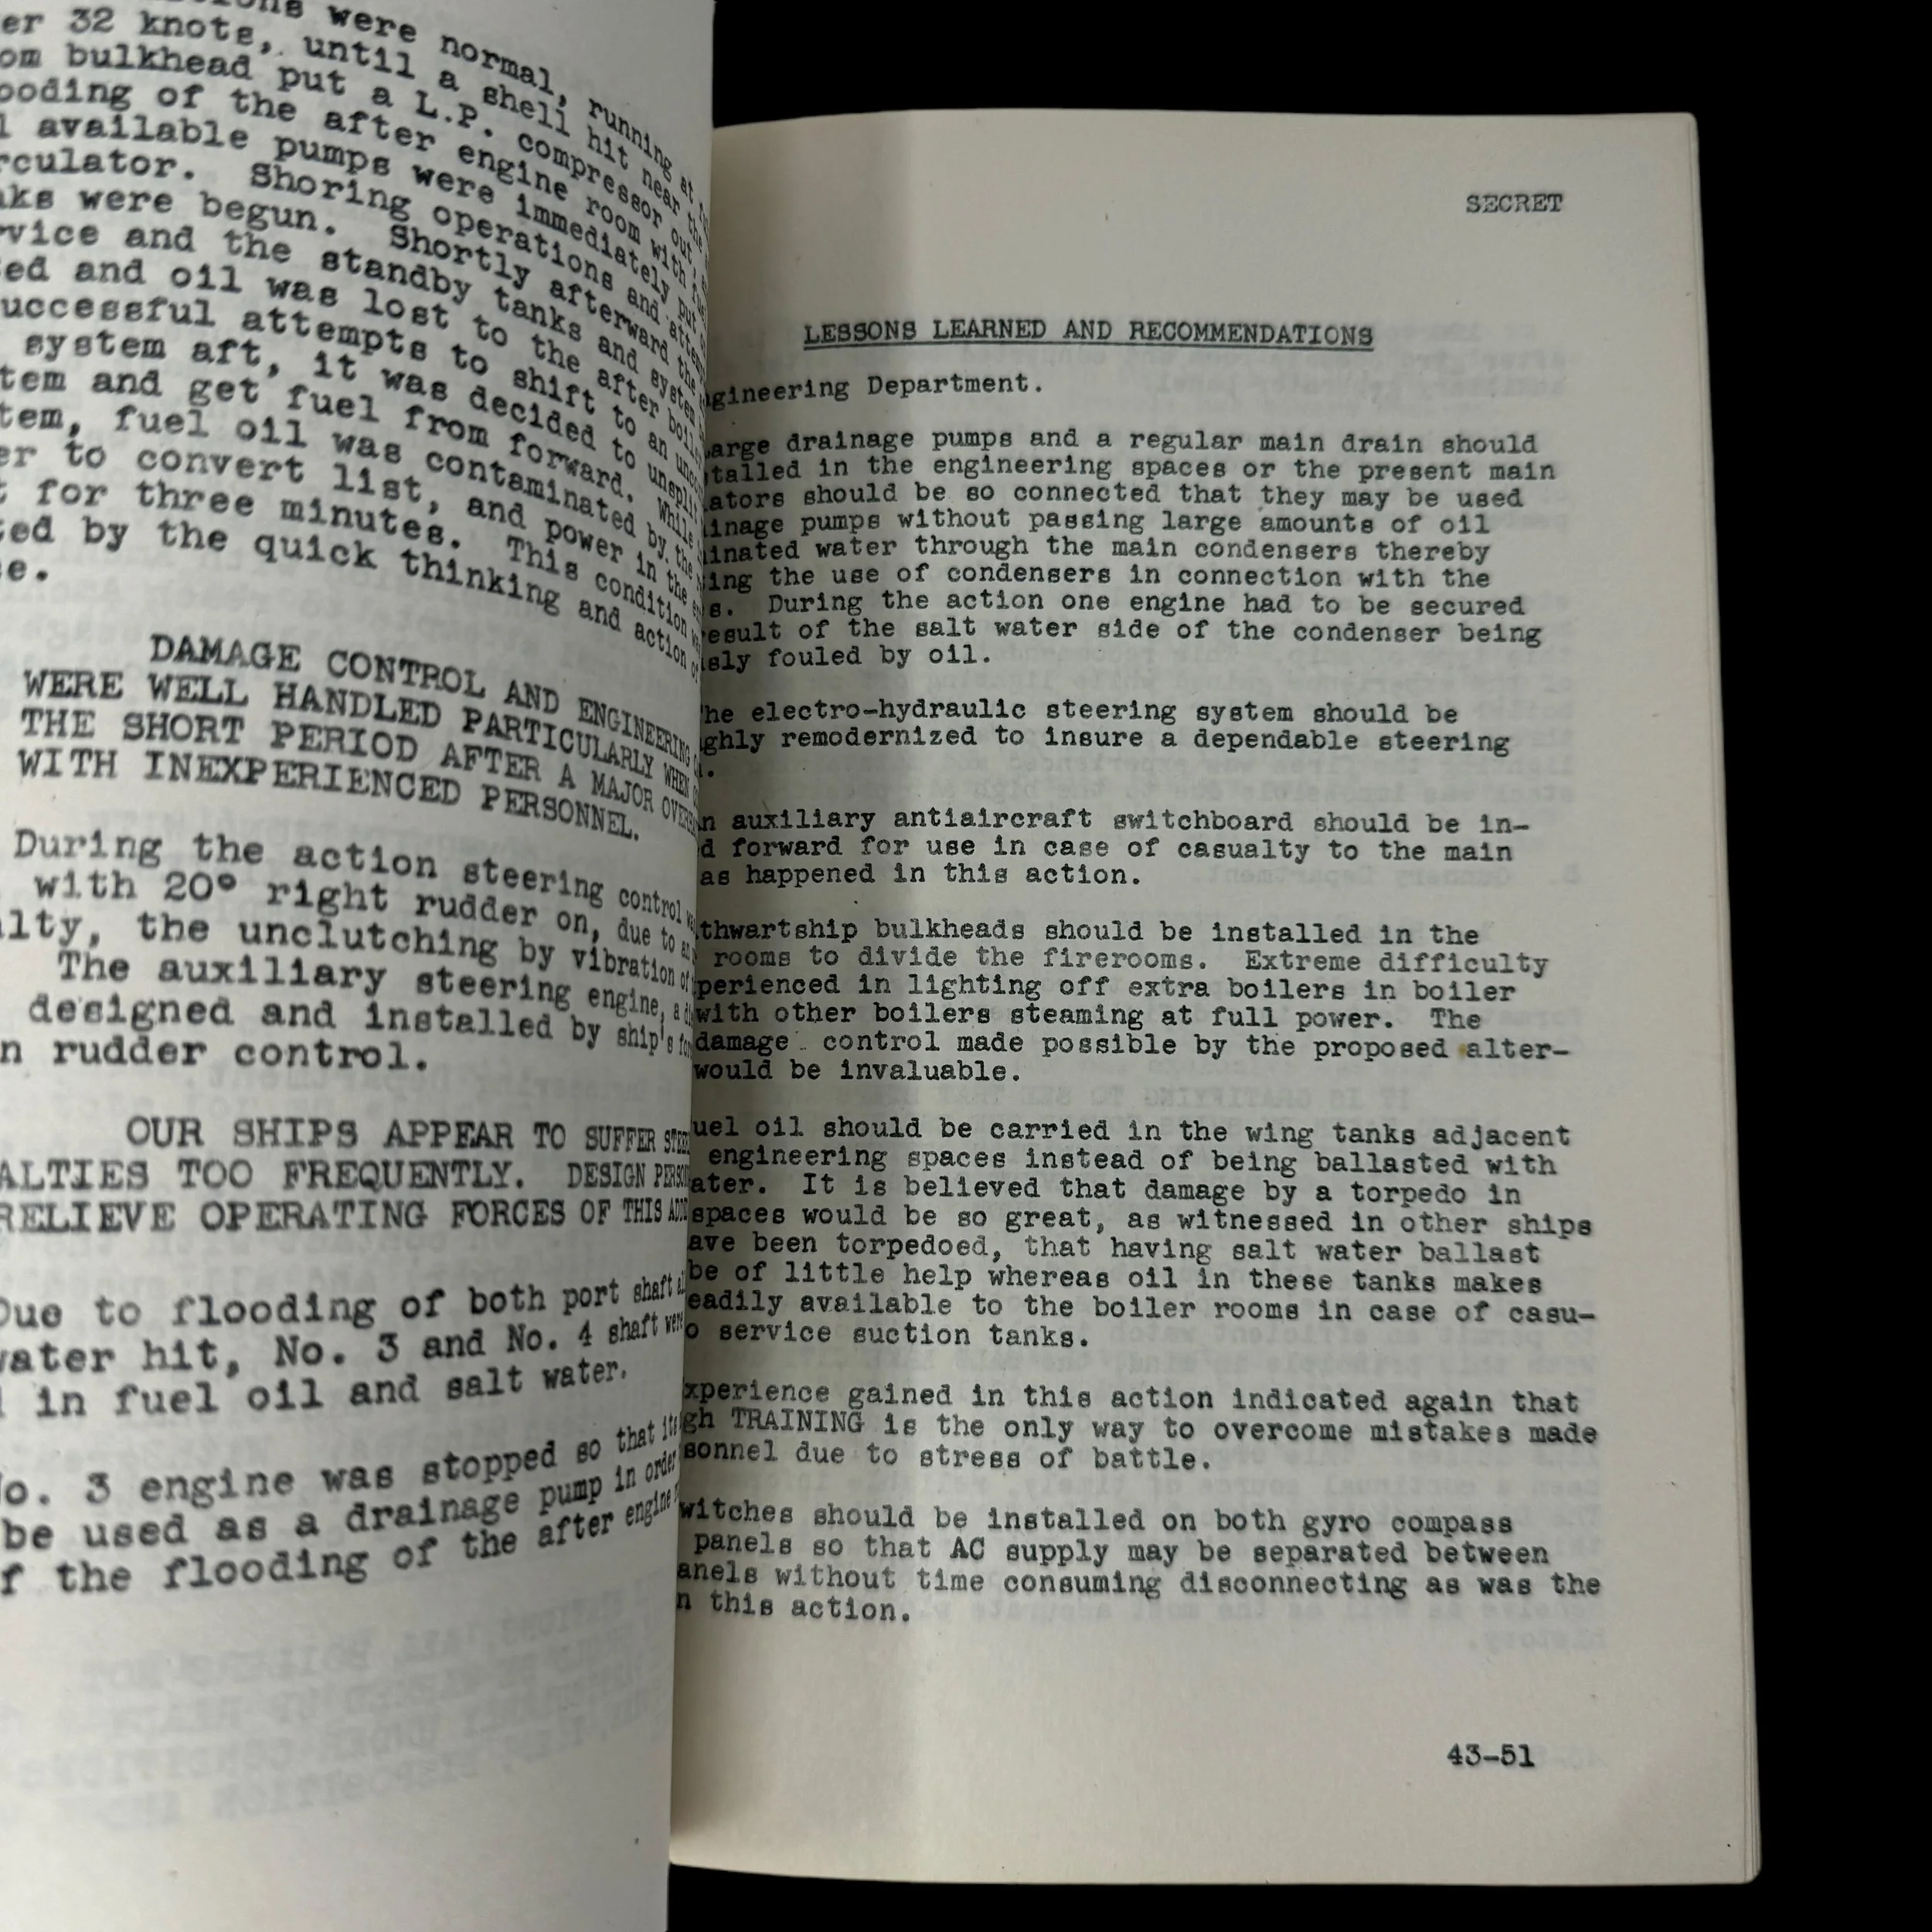 were normal, running at
er 32 knots, until a shell hit near the
om bulkhead put a L.P. compressor out,
ooding of the after engine room with
l available pumps were immediately put
rculator. Shoring operations and
ks were begun. Shortly afterward the
rvice and the standby tanks and system
ed and oil was lost to the after
uccessful attempts to shift to an
system aft, it was decided to unsplit
tem and get fuel from forward. While
tem, fuel oil was contaminated by the
er to convert list, and power in the
t for three minutes. This condition
ted by the quick thinking and action of
e.
DAMAGE CONTROL AND ENGINEERING
WERE WELL HANDLED PARTICULARLY WHEN
THE SHORT PERIOD AFTER A MAJOR
WITH INEXPERIENCED PERSONNEL.
During the action steering control
with 20° right rudder on, due to
alty, the unclutching by vibration of
The auxiliary steering engine, a
designed and installed by ship's
n rudder control.
OUR SHIPS APPEAR TO SUFFER
ALTIES TOO FREQUENTLY. DESIGN
RELIEVE OPERATING FORCES OF THIS
Due to flooding of both port shaft
water hit, No. 3 and No. 4 shaft were
in fuel oil and salt water.
No. 3 engine was stopped so that its
be used as a drainage pump in order
f the flooding of the after engine
SECRET
LESSONS LEARNED AND RECOMMENDATIONS
gineering Department.
arge drainage pumps and a regular main drain should
talled in the engineering spaces or the present main
ators should be so connected that they may be used
inage pumps without passing large amounts of oil
inated water through the main condensers thereby
ing the use of condensers in connection with the
s. During the action one engine had to be secured
esult of the salt water side of the condenser being
sly fouled by oil.
he electro-hydraulic steering system should be
ghly remodernized to insure a dependable steering
n auxiliary antiaircraft switchboard should be in-
d forward for use in case of casualty to the main
as happened in this action.
thwartship bulkheads should be installed in the
rooms to divide the firerooms. Extreme difficulty
perienced in lighting off extra boilers in boiler
with other boilers steaming at full power. The
damage control made possible by the proposed alter-
would be invaluable.
uel oil should be carried in the wing tanks adjacent
engineering spaces instead of being ballasted with
ater. It is believed that damage by a torpedo in
spaces would be so great, as witnessed in other ships
ave been torpedoed, that having salt water ballast
be of little help whereas oil in these tanks makes
eadily available to the boiler rooms in case of casu-
o service suction tanks.
xperience gained in this action indicated again that
gh TRAINING is the only way to overcome mistakes made
sonnel due to stress of battle.
witches should be installed on both gyro compass
panels so that AC supply may be separated between
anels without time consuming disconnecting as was the
n this action.
43-51